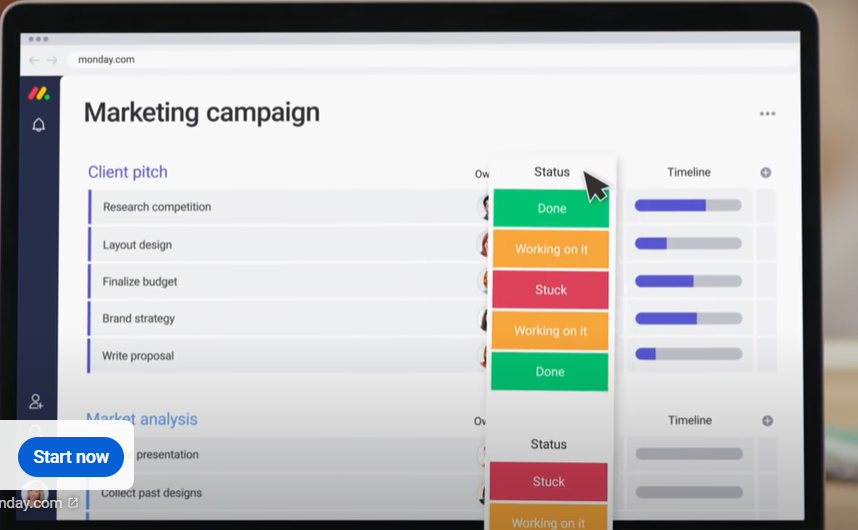 monday.com
Marketing campaign
Client pitch Ow Status Timeline
Research competition Done
Layout design Working on it
Finalize budget Stuck
Brand strategy Working on it
Write proposal Done
Market analysis Ow Timeline
Status
presentation Stuck
Start now
Collect past designs Working on it
nday.com